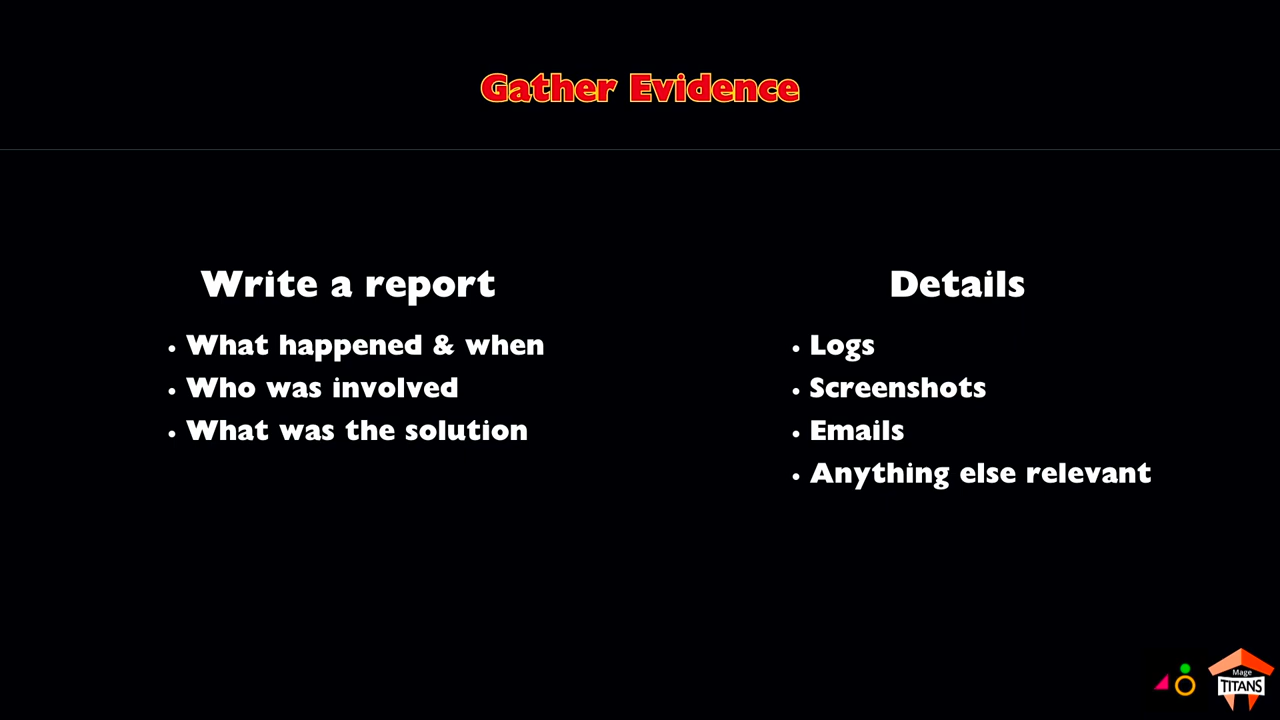 Gather Evidence
Write a report
• What happened & when
• Who was involved
• What was the solution
Details
• Logs
• Screenshots
• Emails
• Anything else relevant
Mage
TITANS